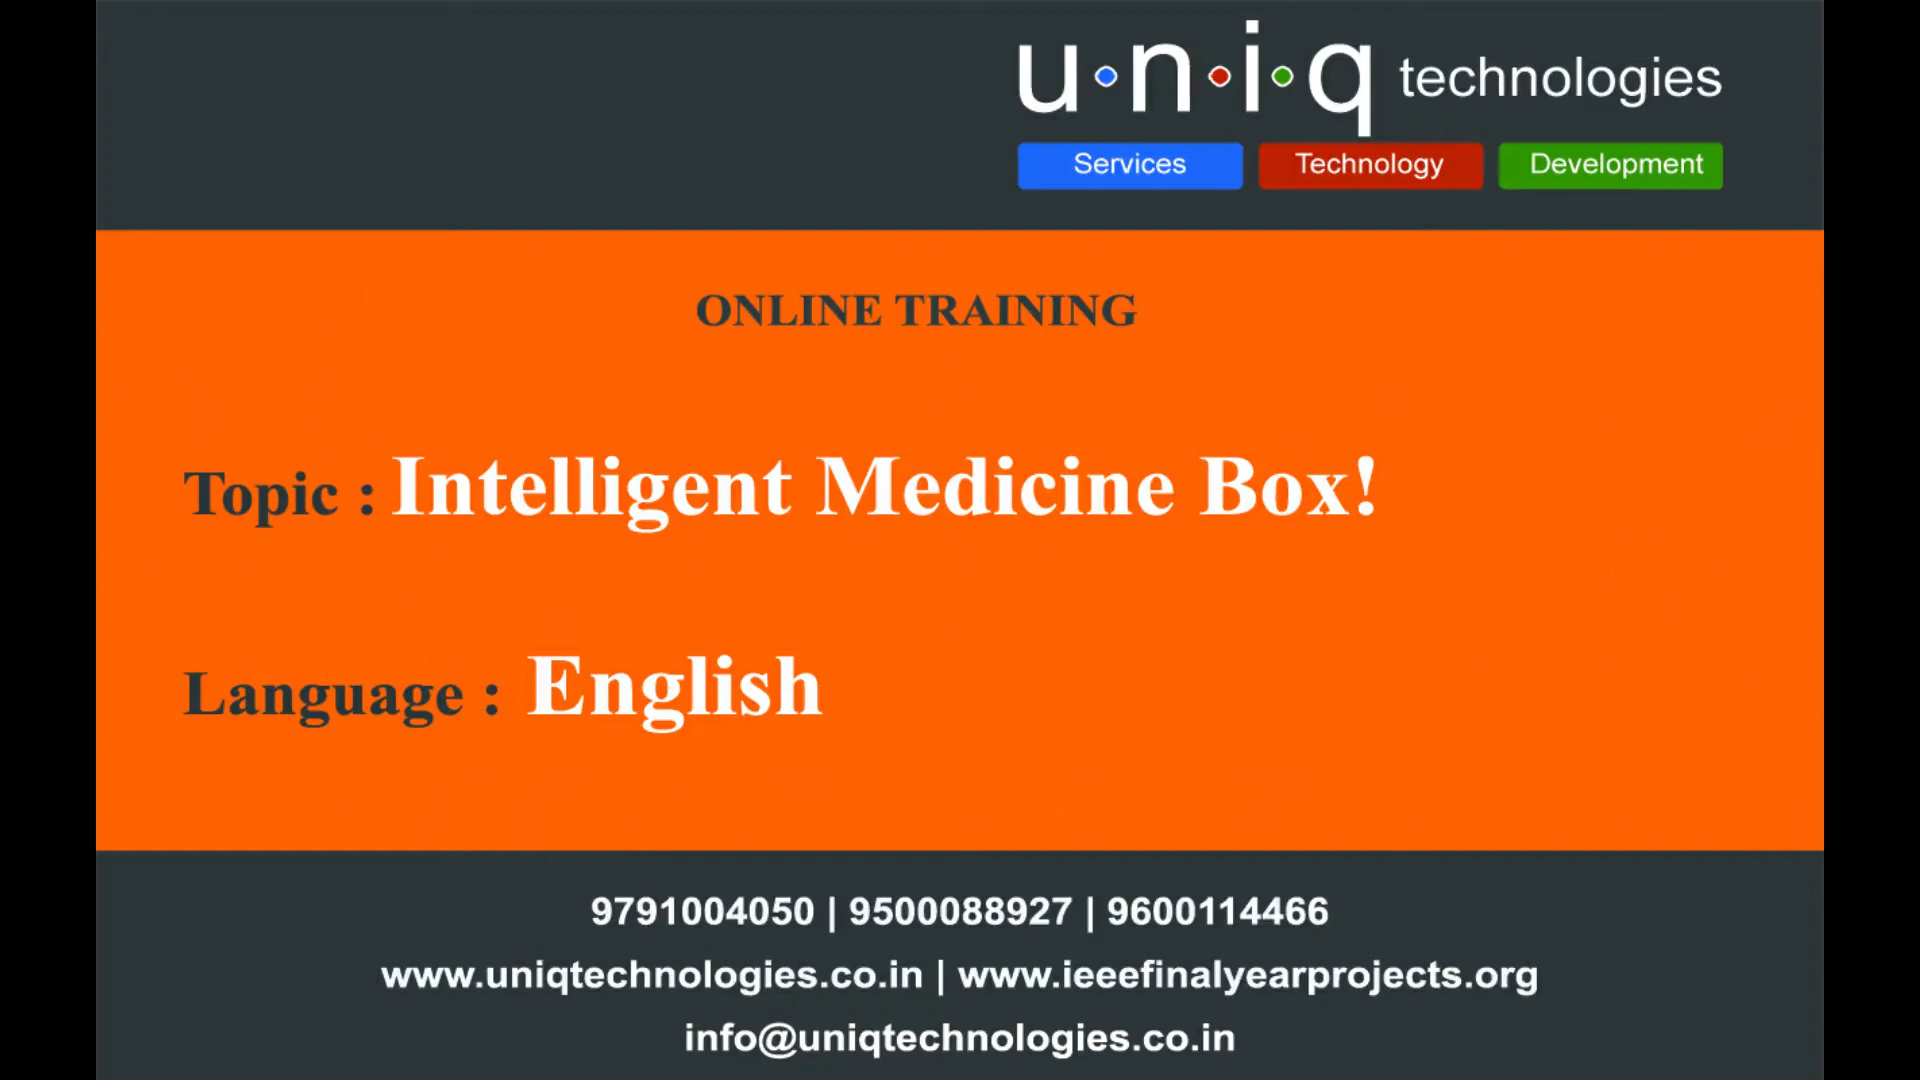 u·n·i·q technologies
Services Technology Development
ONLINE TRAINING
Topic : Intelligent Medicine Box!
Language : English
9791004050 | 9500088927 | 9600114466
www.uniqtechnologies.co.in | www.ieeefinalyearprojects.org
info@uniqtechnologies.co.in